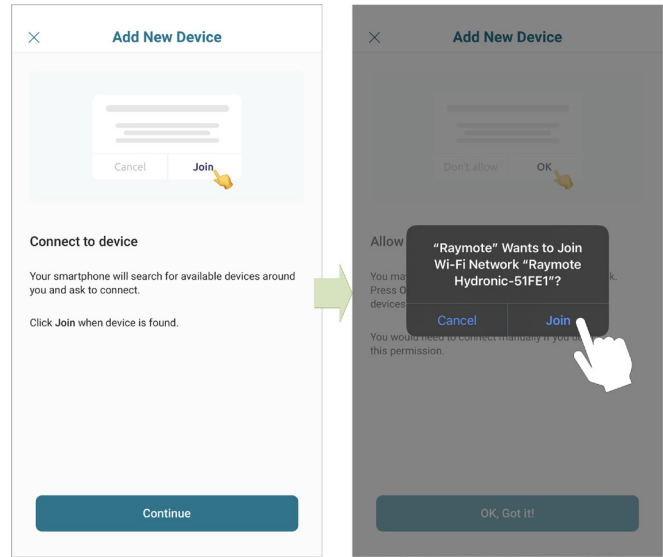 Add New Device
Cancel
Join
Connect to device
Your smartphone will search for available devices around
you and ask to connect.
Click Join when device is found.
Continue
Add New Device
Don't allow
OK
Allow
"Raymote" Wants to Join
Wi-Fi Network "Raymote
Hydronic-51FE1"?
You may
k.
Press O
devices
Cancel
Join
You would need to connect manually if you de
this permission.
OK, Got it!